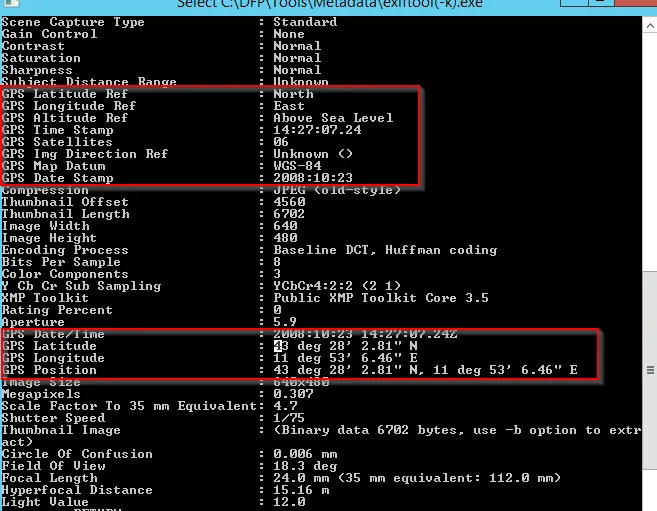 Select C:\DFP\Tools\Metadata\exiftool(-k).exe
Scene Capture Type : Standard
Gain Control : None
Contrast : Normal
Saturation : Normal
Sharpness : Normal
Subject Distance Range : Unknown
GPS Latitude Ref : North
GPS Longitude Ref : East
GPS Altitude Ref : Above Sea Level
GPS Time Stamp : 14:27:07.24
GPS Satellites : 06
GPS Img Direction Ref : Unknown ()
GPS Map Datum : WGS-84
GPS Date Stamp : 2008:10:23
Compression : JPEG (old-style)
Thumbnail Offset : 4560
Thumbnail Length : 6702
Image Width : 640
Image Height : 480
Encoding Process : Baseline DCT, Huffman coding
Bits Per Sample : 8
Color Components : 3
Y Cb Cr Sub Sampling : YCbCr4:2:2 (2 1)
XMP Toolkit : Public XMP Toolkit Core 3.5
Rating Percent : 0
Aperture : 5.9
GPS Date/Time : 2008:10:23 14:27:07.24Z
GPS Latitude : 43 deg 28' 2.81" N
GPS Longitude : 11 deg 53' 6.46" E
GPS Position : 43 deg 28' 2.81" N, 11 deg 53' 6.46" E
Image Size : 640x480
Megapixels : 0.307
Scale Factor To 35 mm Equivalent: 4.7
Shutter Speed : 1/75
Thumbnail Image : (Binary data 6702 bytes, use -b option to extr
act)
Circle Of Confusion : 0.006 mm
Field Of View : 18.3 deg
Focal Length : 24.0 mm (35 mm equivalent: 112.0 mm)
Hyperfocal Distance : 15.16 m
Light Value : 12.0